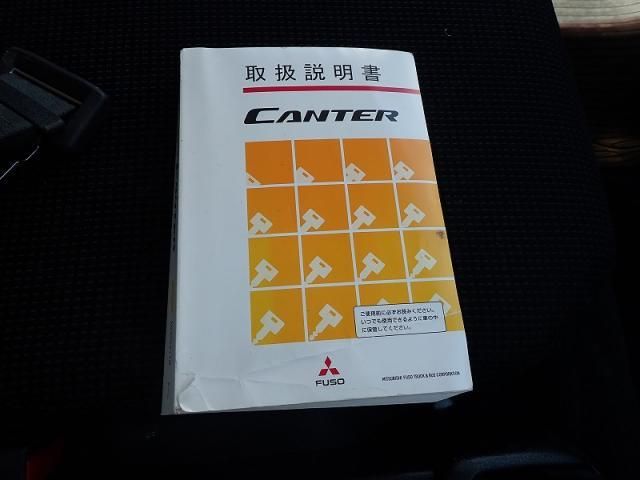 取扱説明書
CANTER
ご使用前に必ずお読みください。
いつでも使用できるように車の中
に保管してください。
FUSO
MITSUBISHI FUSO TRUCK & BUS CORPORATION